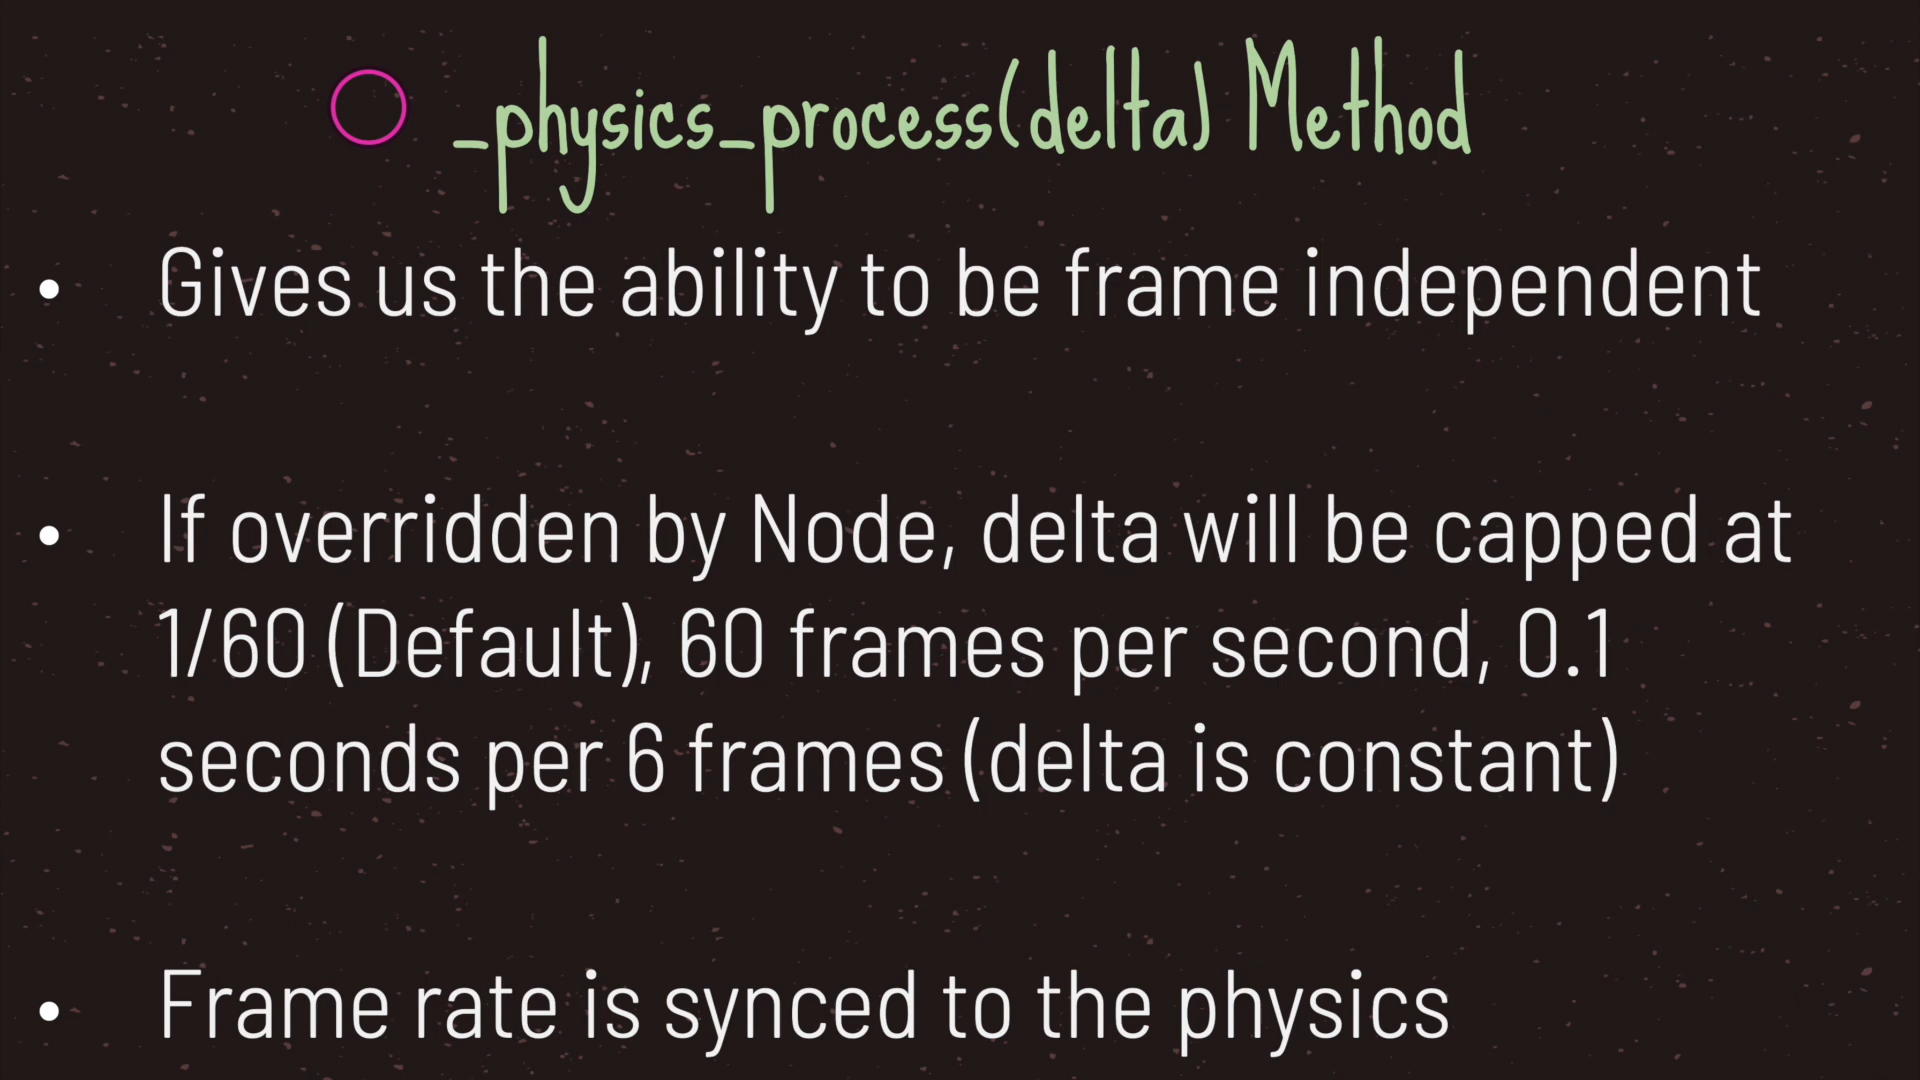 _physics_process(delta) Method
• Gives us the ability to be frame independent
• If overridden by Node, delta will be capped at
1/60 (Default), 60 frames per second, 0.1
seconds per 6 frames (delta is constant)
• Frame rate is synced to the physics